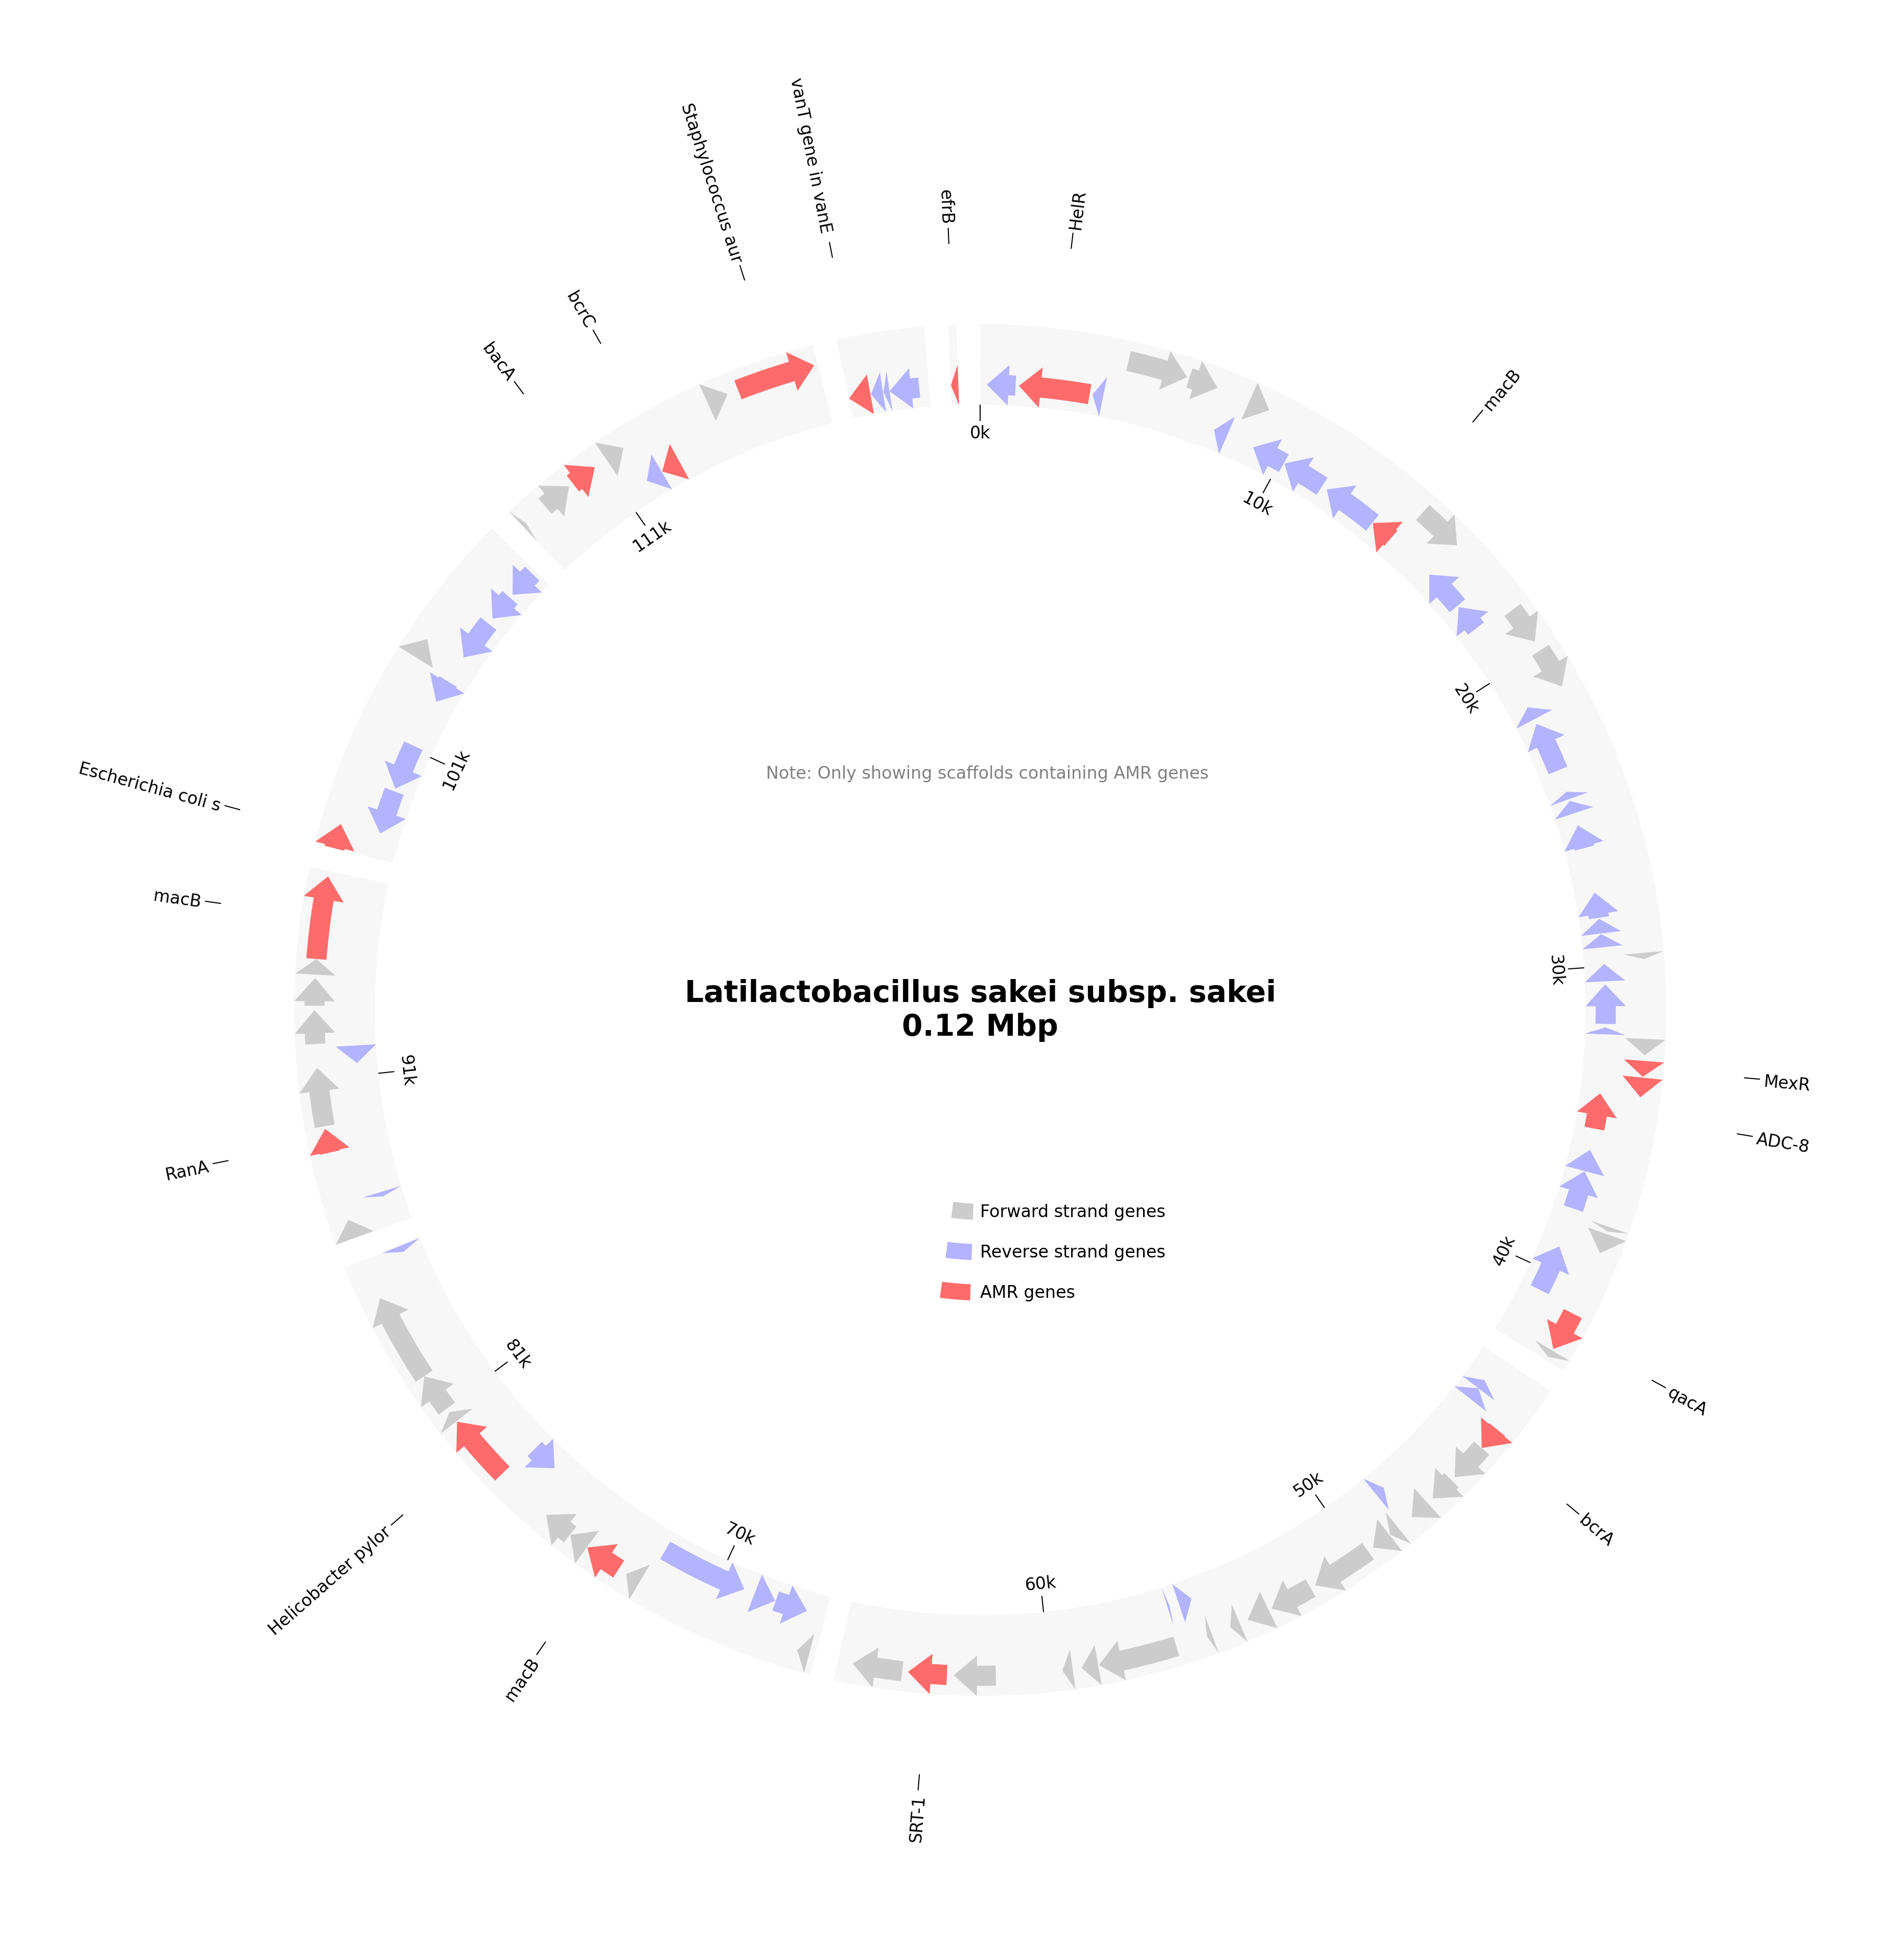 vanT gene in vanE
Staphylococcus aur
efrB
HelR
bcrC
bacA
macB
0k
10k
111k
20k
101k
Note: Only showing scaffolds containing AMR genes
Escherichia coli s
macB
30k
Latilactobacillus sakei subsp. sakei
0.12 Mbp
91k
MexR
ADC-8
RanA
Forward strand genes
Reverse strand genes
AMR genes
40k
81k
qacA
50k
bcrA
70k
60k
Helicobacter pylor
macB
SRT-1